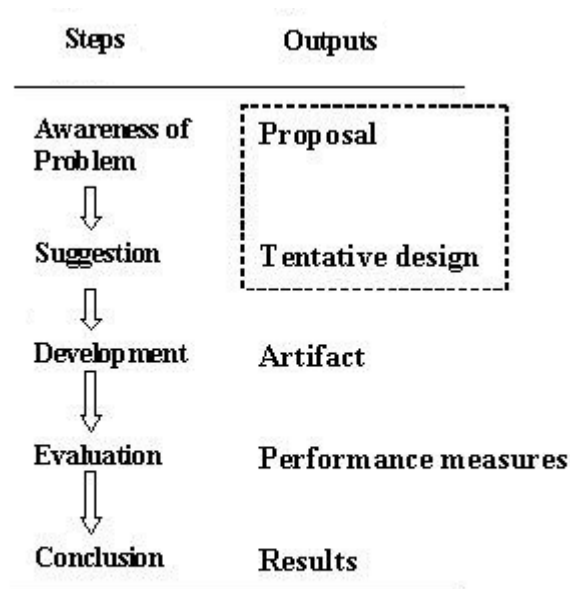 Steps Outputs
Awareness of Proposal
Problem
Suggestion Tentative design
Development Artifact
Evaluation Performance measures
Conclusion Results